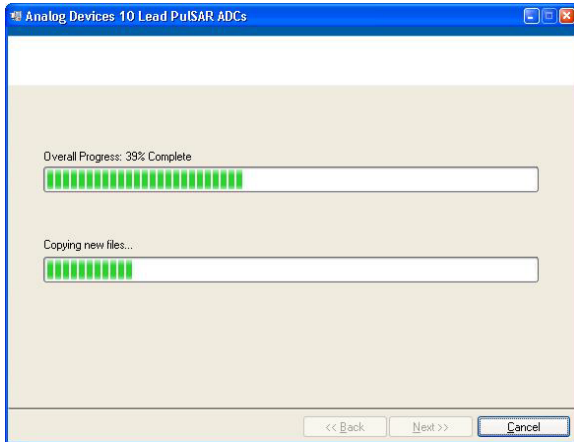 Analog Devices 10 Lead PulSAR ADCs
Overall Progress: 39% Complete
Copying new files...
<< Back Next >> Cancel